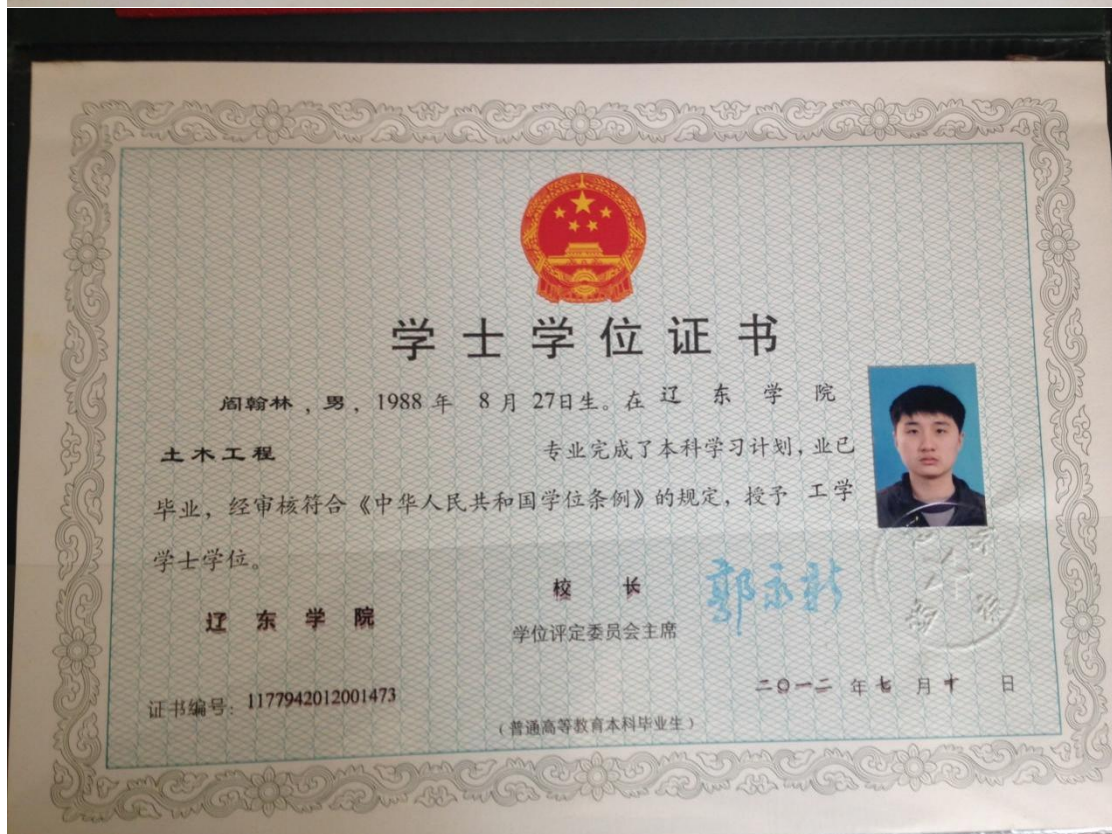 学士学位证书
阎翰林，男，1988 年 8 月 27日生。在 辽东学院
土木工程 专业完成了本科学习计划，业已
毕业，经审核符合《中华人民共和国学位条例》的规定，授予 工学
学士学位。
辽东学院
校长
郭永新
学位评定委员会主席
证书编号：1177942012001473
二〇一二 年 七 月 十 日
（普通高等教育本科毕业生）